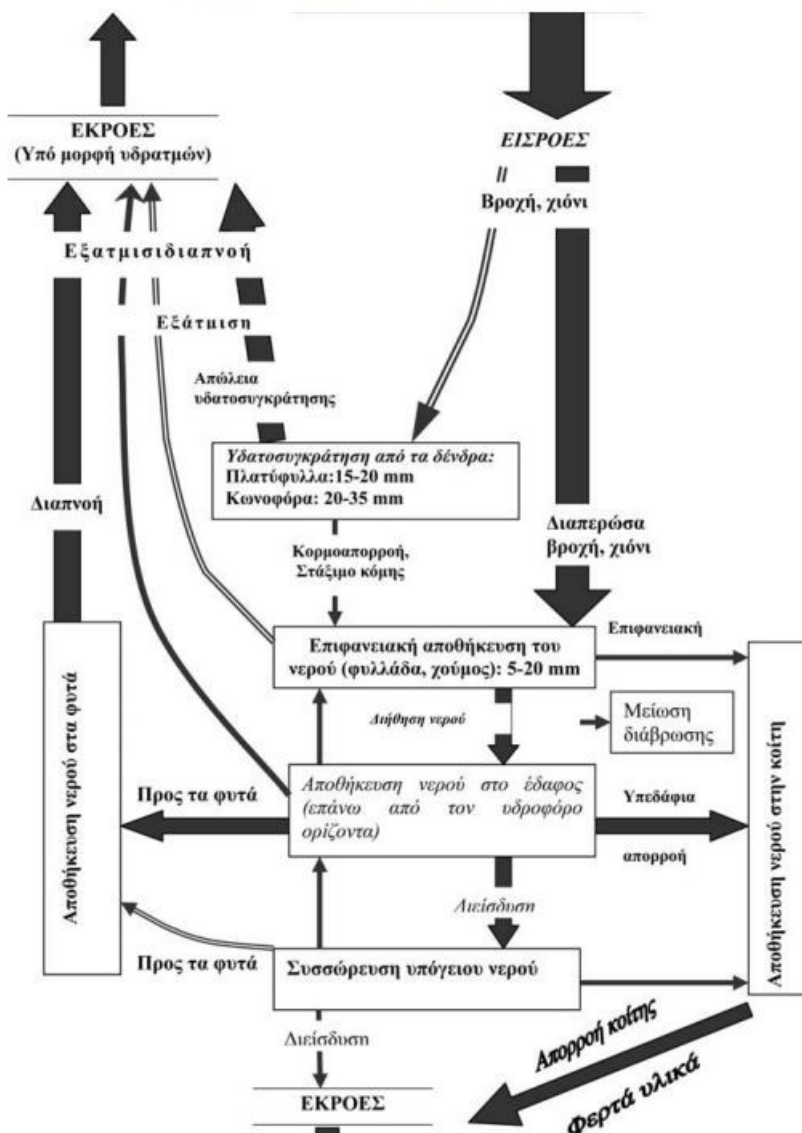 ΕΚΡΟΕΣ
(Υπό μορφή υδρατμών)
ΕΙΣΡΟΕΣ
Βροχή, χιόνι
Εξατμισιδιαπνοή
Εξάτμιση
Απώλεια
υδατοσυγκράτησης
Υδατοσυγκράτηση από τα δένδρα:
Πλατύφυλλα:15-20 mm
Κωνοφόρα: 20-35 mm
Διαπνοή
Κορμοαπορροή,
Στάξιμο κόμης
Διαπερώσα
βροχή, χιόνι
Επιφανειακή αποθήκευση του
νερού (φυλλάδα, χούμος): 5-20 mm
Επιφανειακή
Διήθηση νερού
Μείωση
διάβρωσης
Αποθήκευση νερού στα φυτά
Προς τα φυτά
Αποθήκευση νερού στο έδαφος
(επάνω από τον υδροφόρο
ορίζοντα)
Υπεδάφια
απορροή
Αποθήκευση νερού στην κοίτη
Διείσδυση
Προς τα φυτά
Συσσώρευση υπόγειου νερού
Διείσδυση
Απορροή κοίτης
Φερτά υλικά
ΕΚΡΟΕΣ